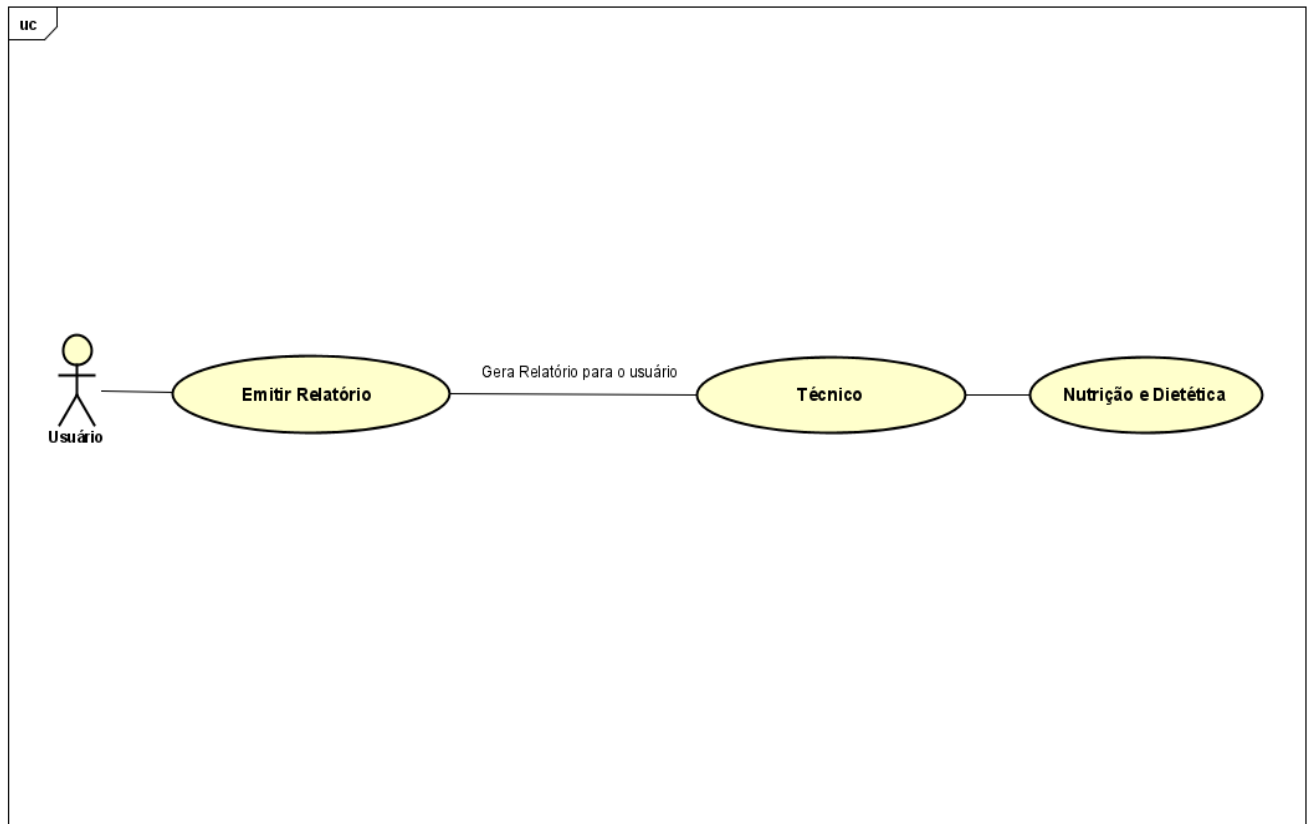 uc
Gera Relatório para o usuário
Emitir Relatório
Técnico
Nutrição e Dietética
Usuário